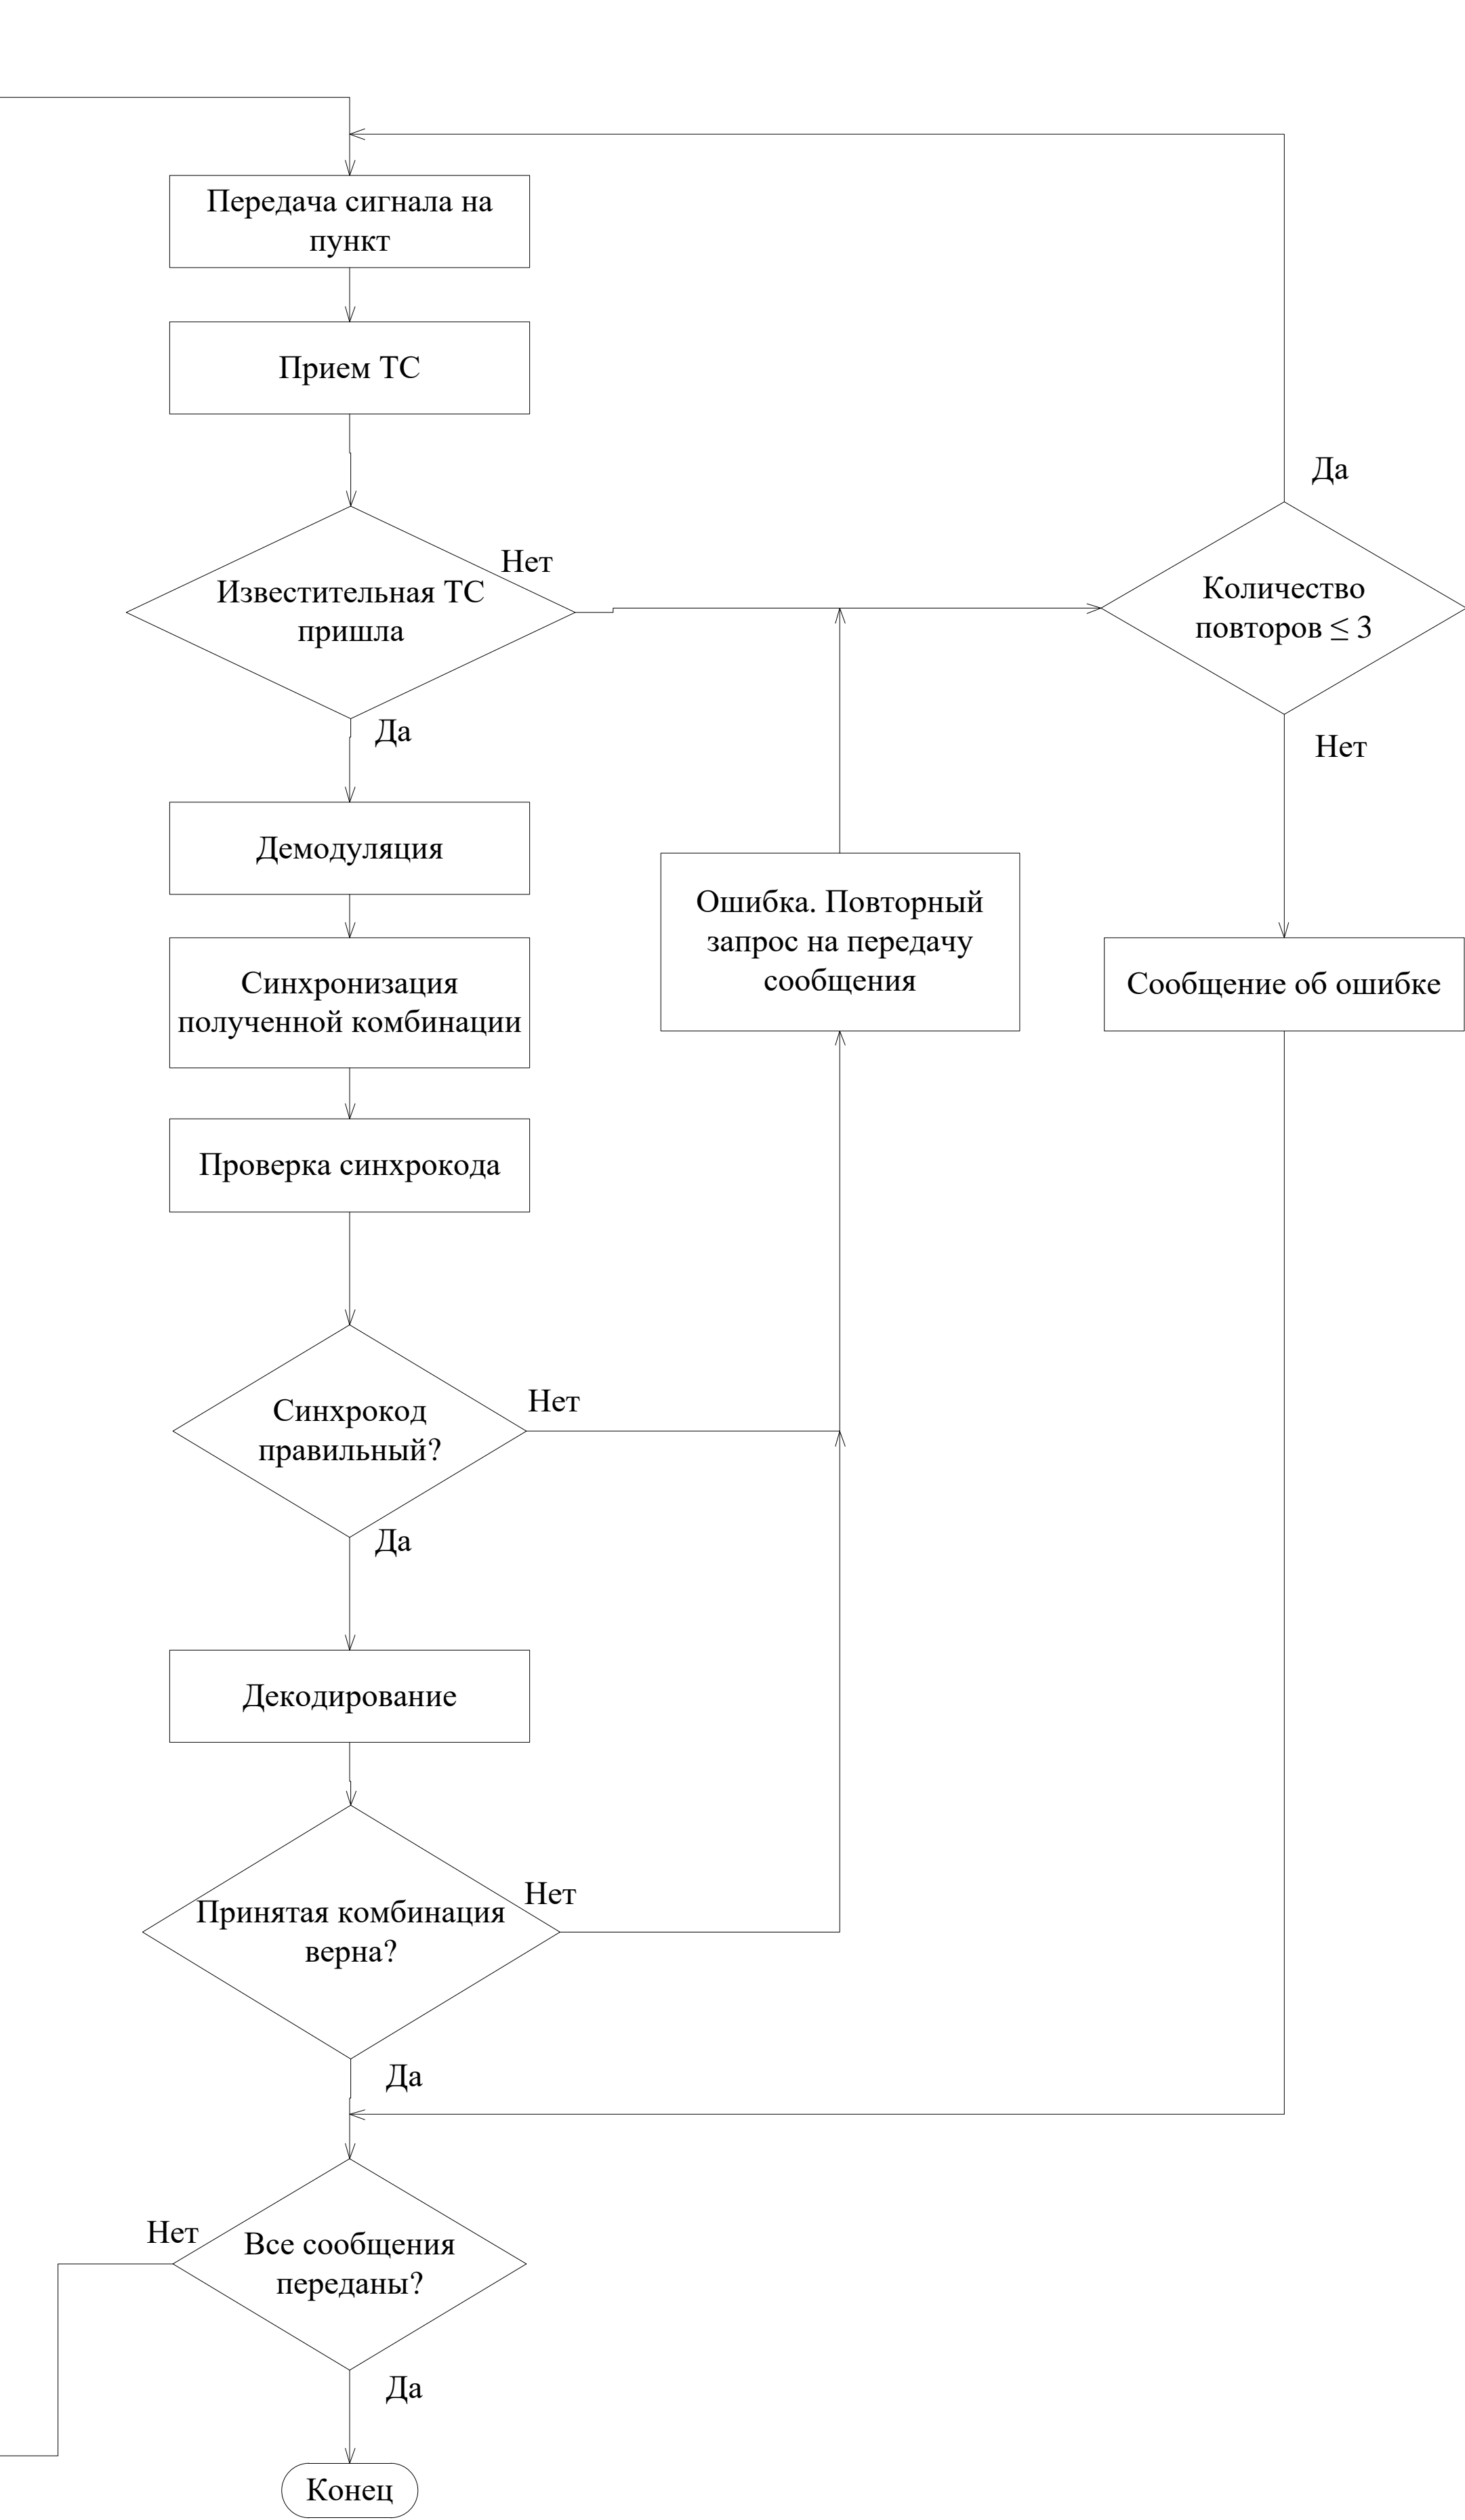 Передача сигнала на
пункт
Прием ТС
Да
Нет
Известительная ТС
пришла
Количество
повторов ≤ 3
Да
Нет
Демодуляция
Ошибка. Повторный
запрос на передачу
сообщения
Синхронизация
полученной комбинации
Сообщение об ошибке
Проверка синхрокода
Нет
Синхрокод
правильный?
Да
Декодирование
Нет
Принятая комбинация
верна?
Да
Нет
Все сообщения
переданы?
Да
Конец